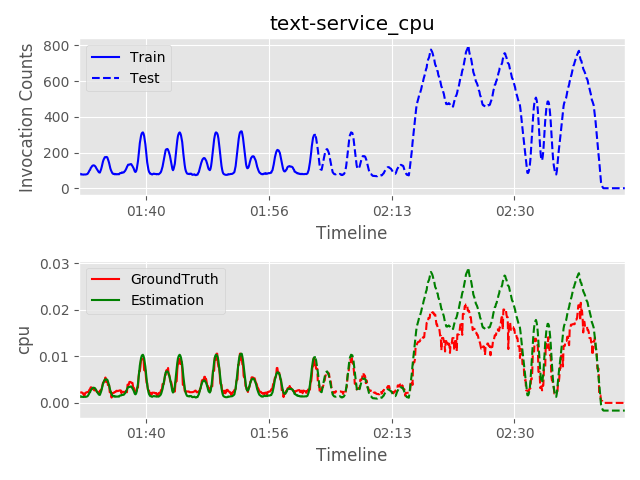 text-service_cpu
800
600
400
200
0
Invocation Counts
Train
Test
01:40
01:56
02:13
02:30
Timeline
0.03
0.02
0.01
0.00
cpu
GroundTruth
Estimation
01:40
01:56
02:13
02:30
Timeline